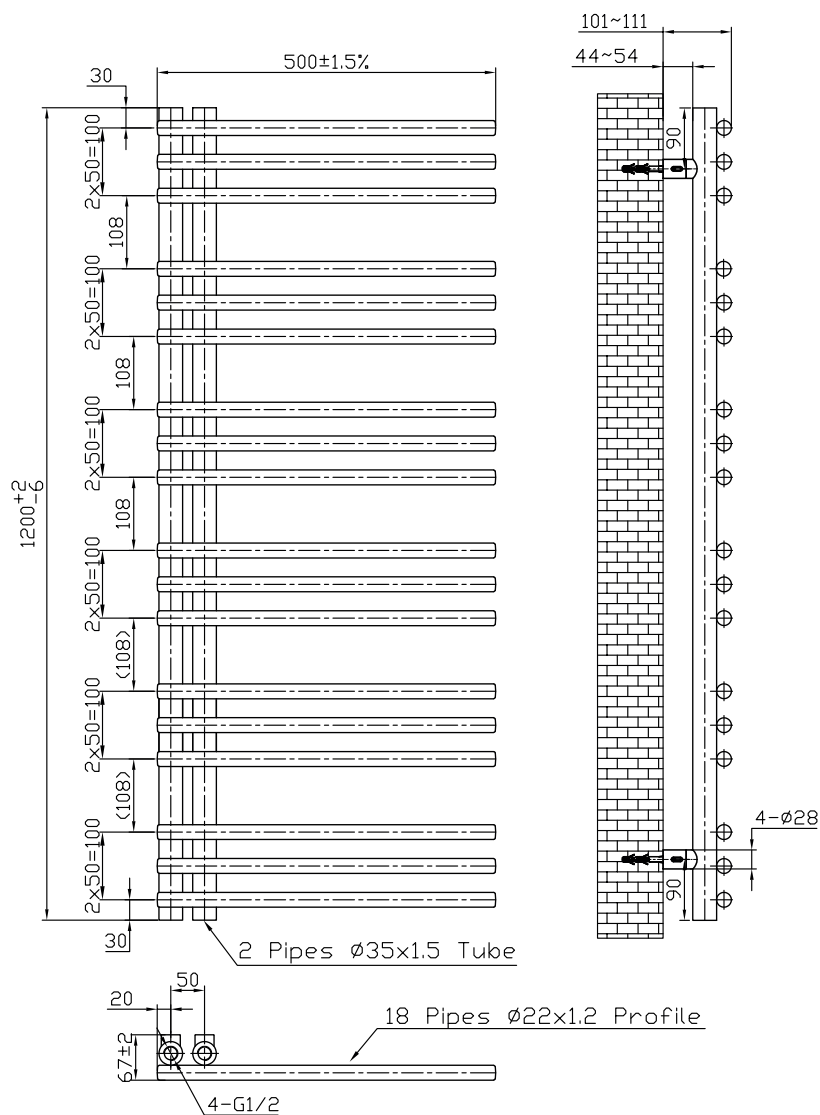 101~111
500±1.5%
44~54
30
90
2x50=100
108
2x50=100
108
2x50=100
1200+2-6
108
2x50=100
(108)
2x50=100
(108)
4-Ø28
2x50=100
90
30
2 Pipes Ø35x1.5 Tube
50
20
18 Pipes Ø22x1.2 Profile
67±2
4-G1/2